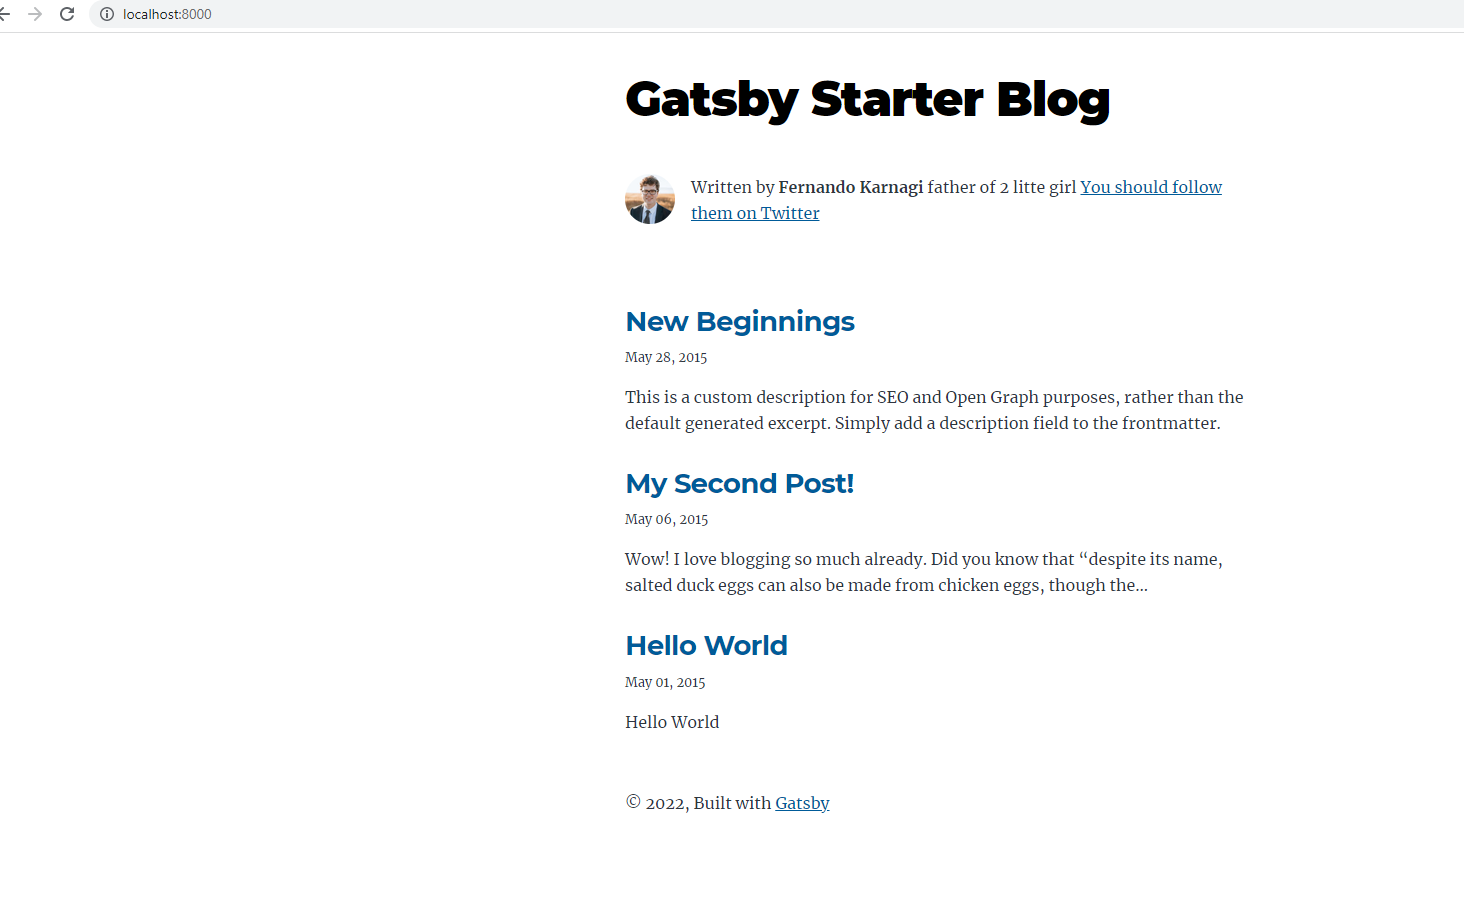 localhost:8000
Gatsby Starter Blog
Written by Fernando Karnagi father of 2 litte girl You should follow
them on Twitter
New Beginnings
May 28, 2015
This is a custom description for SEO and Open Graph purposes, rather than the
default generated excerpt. Simply add a description field to the frontmatter.
My Second Post!
May 06, 2015
Wow! I love blogging so much already. Did you know that “despite its name,
salted duck eggs can also be made from chicken eggs, though the…
Hello World
May 01, 2015
Hello World
© 2022, Built with Gatsby